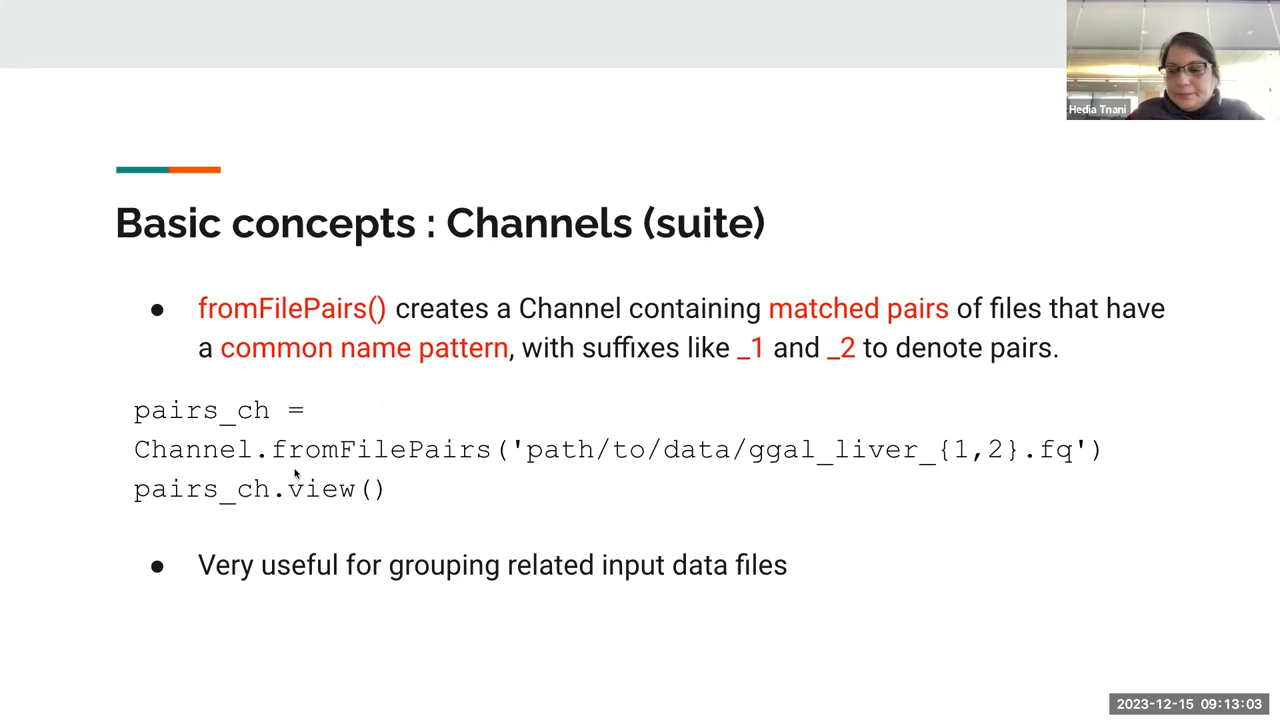 Hedia Tnani
Basic concepts : Channels (suite)
● fromFilePairs() creates a Channel containing matched pairs of files that have
a common name pattern, with suffixes like _1 and _2 to denote pairs.
pairs_ch =
Channel.fromFilePairs('path/to/data/ggal_liver_{1,2}.fq')
pairs_ch.view()
● Very useful for grouping related input data files
2023-12-15 09:13:03